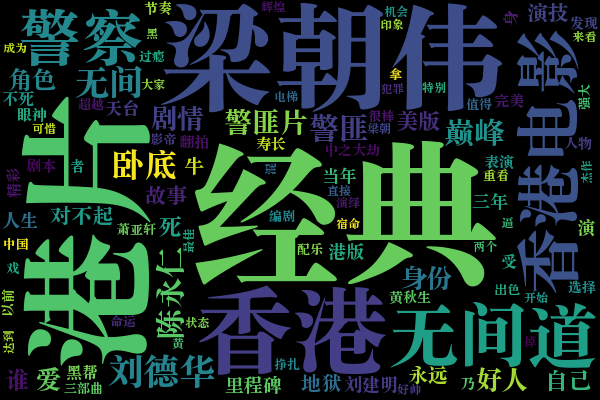 节奏
辉煌
机会
演技
发现
成为
警察
黑
梁朝伟
印象
身
来看
过瘾
角色
无间
大家
拿
电影
犯罪
特别
值得
完美
强大
不死
超越
天台
电梯
眼神
剧情
警匪片
警匪
很棒
梁朝
美版
巅峰
人物
可惜
影帝
翻拍
寿长
中之大劫
剧本
者
卧底
牛
表演
重看
杰作
精彩
故事
经典
当年
直接
演绎
三年
香港电影
港片
人生
对不起
死
萧亚轩
编剧
宿命
逼
演
中国
最佳
配乐
港版
两个
戏
陈永仁
身份
受
选择
以前
香港
黄秋生
出色
开始
命运
状态
无间道
达到
黄
掉
谁
爱
黑帮
三部曲
刘德华
挣扎
里程碑
地狱
刘建明
好帅
永远
乃
好人
自己